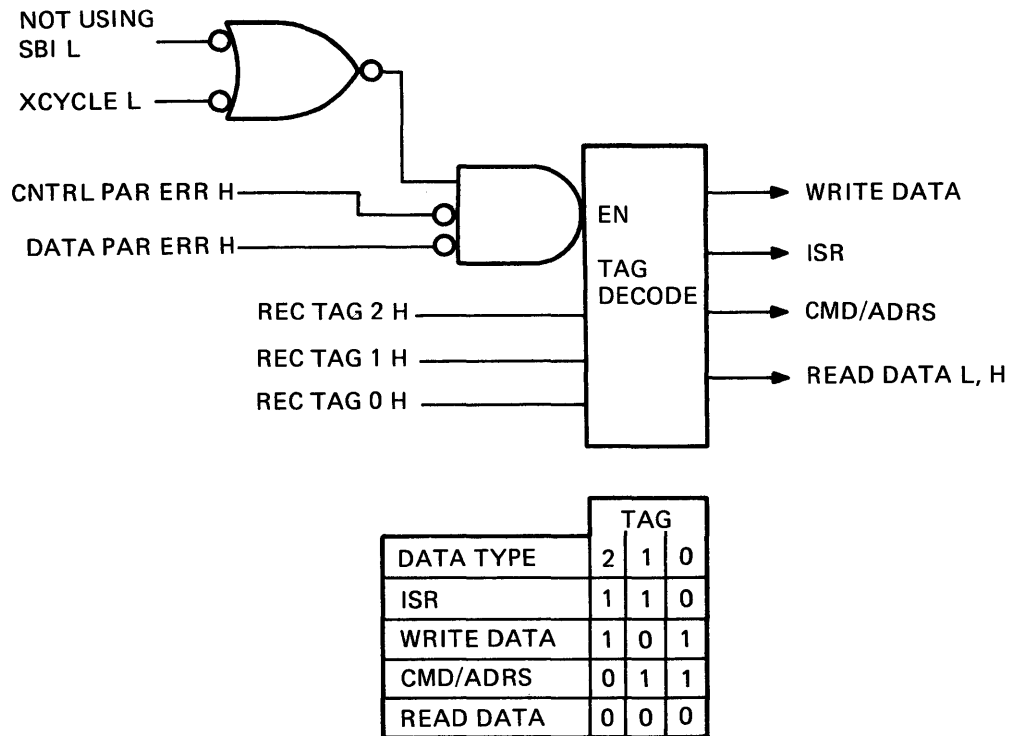 NOT USING
SBI L
XCYCLE L
CNTRL PAR ERR H
DATA PAR ERR H
REC TAG 2 H
REC TAG 1 H
REC TAG 0 H
EN
TAG
DECODE
WRITE DATA
ISR
CMD/ADRS
READ DATA L, H
TAG
DATA TYPE 2 1 0
ISR 1 1 0
WRITE DATA 1 0 1
CMD/ADRS 0 1 1
READ DATA 0 0 0